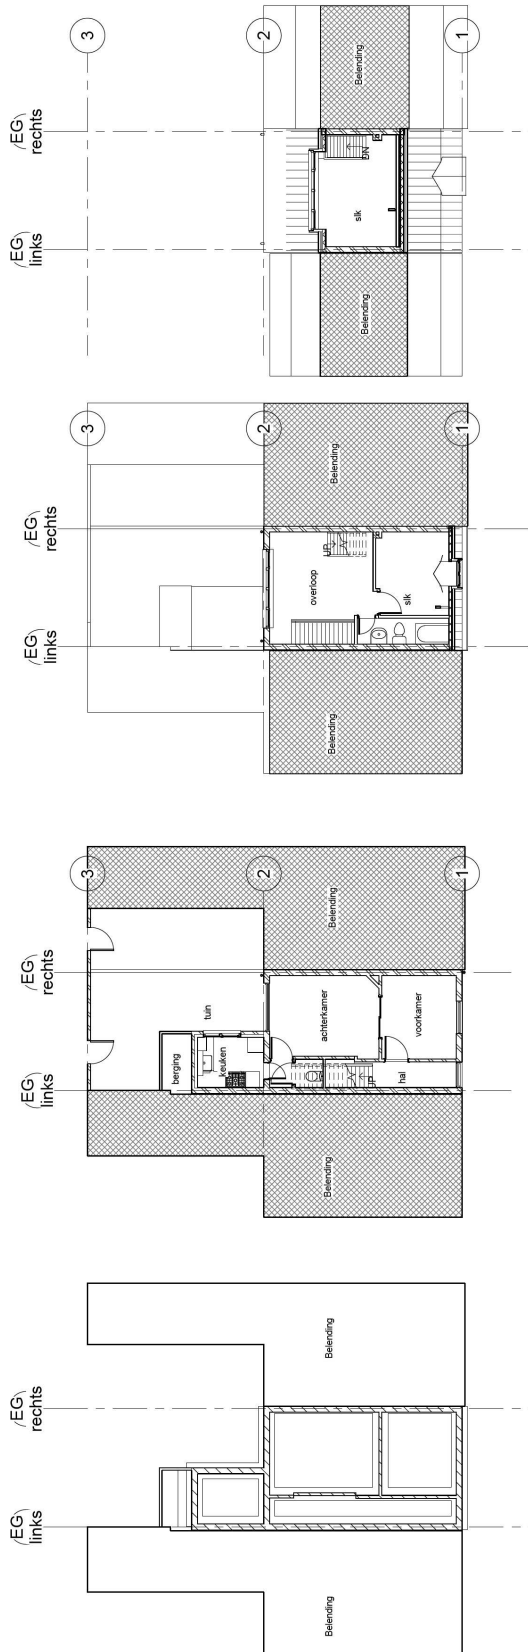 3
2
1
(EG)
rechts
(EG)
links
Belending
slk
NG
Belending
3
2
1
(EG)
rechts
(EG)
links
Belending
UP
overloop
slk
Belending
3
2
1
(EG)
rechts
(EG)
links
Belending
tuin
berging
keuken
achterkamer
voorkamer
UP
hal
Belending
(EG)
rechts
(EG)
links
Belending
Belending